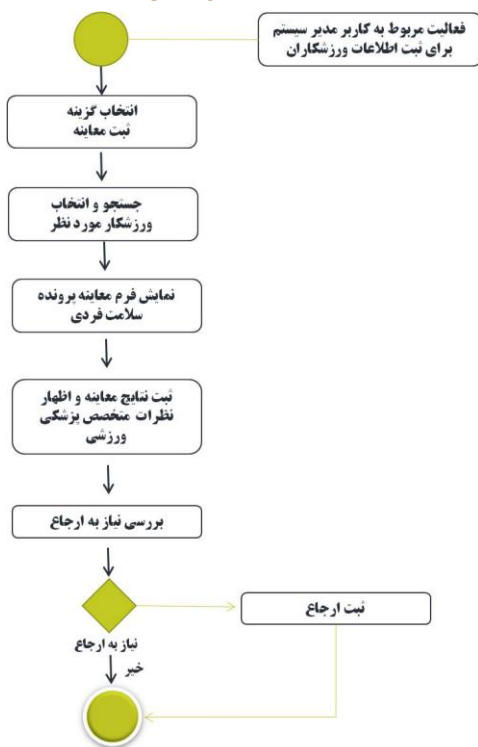 فعالیت مربوط به کاربر مدیر سیستم
برای ثبت اطلاعات ورزشکاران
انتخاب گزینه
ثبت معاینه
جستجو و انتخاب
ورزشکار مورد نظر
نمایش فرم معاینه پرونده
سلامت فردی
ثبت نتایج معاینه و اظهار
نظرات متخصص پزشکی
ورزشی
بررسی نیاز به ارجاع
ثبت ارجاع
نیاز به ارجاع
خیر